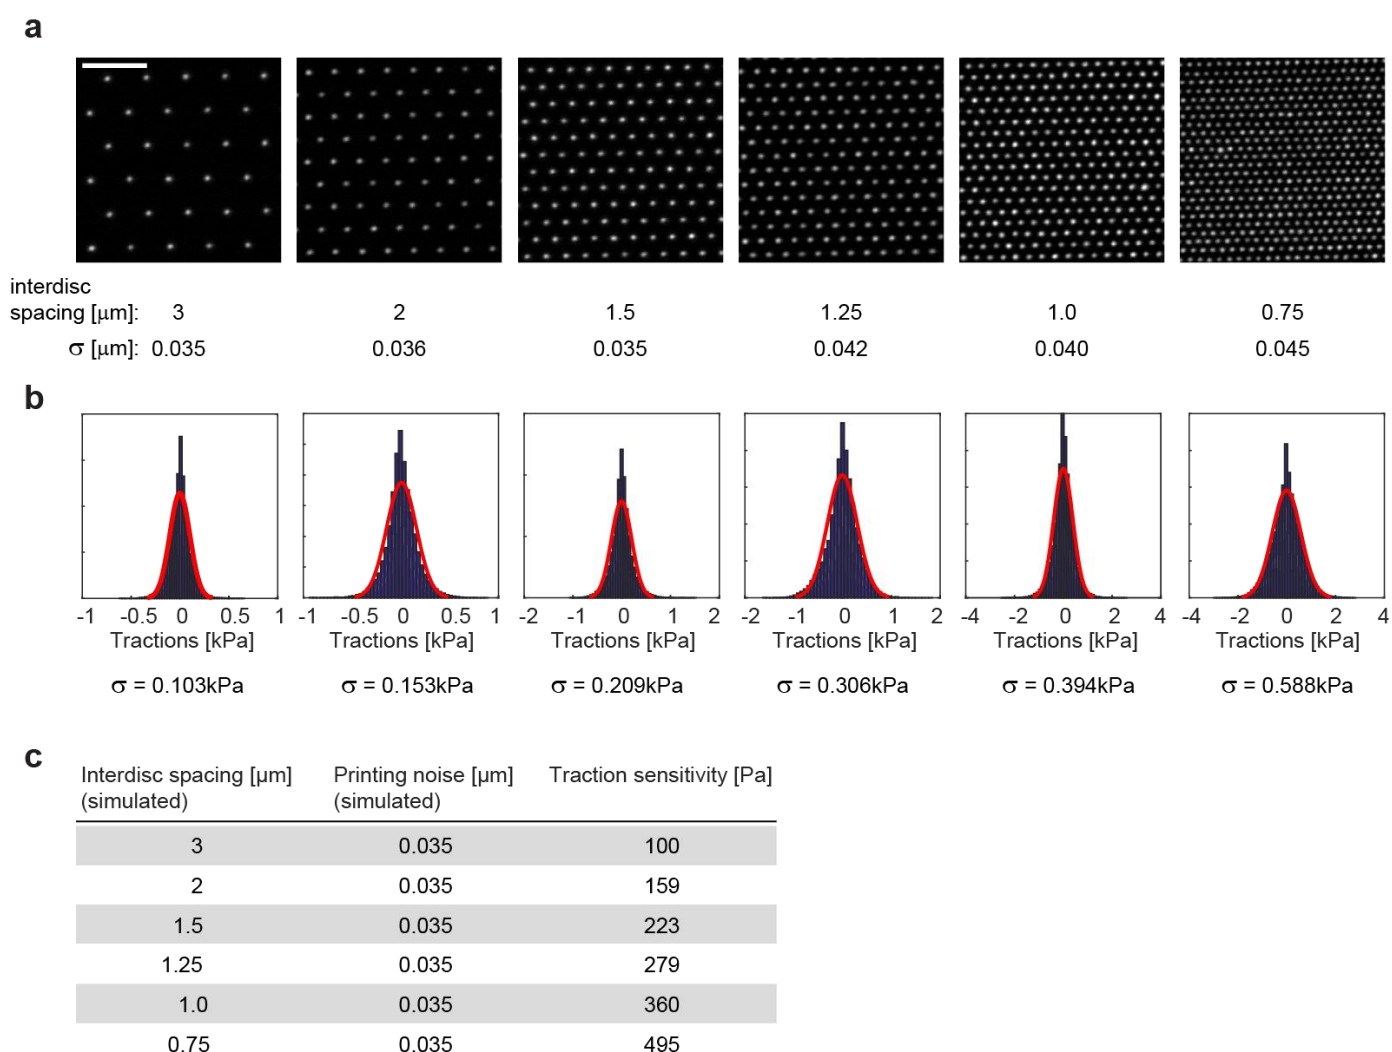 a
interdisc
spacing [μm]: 3 2 1.5 1.25 1.0 0.75
σ [μm]: 0.035 0.036 0.035 0.042 0.040 0.045
b
-1 -0.5 0 0.5 1 -1 -0.5 0 0.5 1 -2 -1 0 1 2 -2 -1 0 1 2 -4 -2 0 2 4 -4 -2 0 2 4
Tractions [kPa] Tractions [kPa] Tractions [kPa] Tractions [kPa] Tractions [kPa] Tractions [kPa]
σ = 0.103kPa σ = 0.153kPa σ = 0.209kPa σ = 0.306kPa σ = 0.394kPa σ = 0.588kPa
c
Interdisc spacing [μm] Printing noise [μm] Traction sensitivity [Pa]
(simulated) (simulated)
3 0.035 100
2 0.035 159
1.5 0.035 223
1.25 0.035 279
1.0 0.035 360
0.75 0.035 495